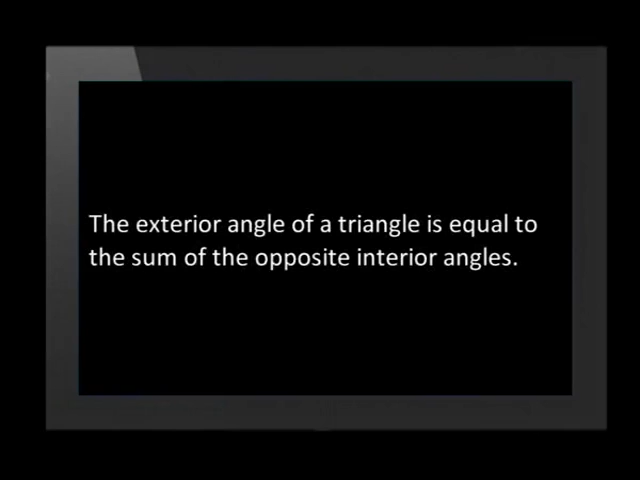 The exterior angle of a triangle is equal to
the sum of the opposite interior angles.